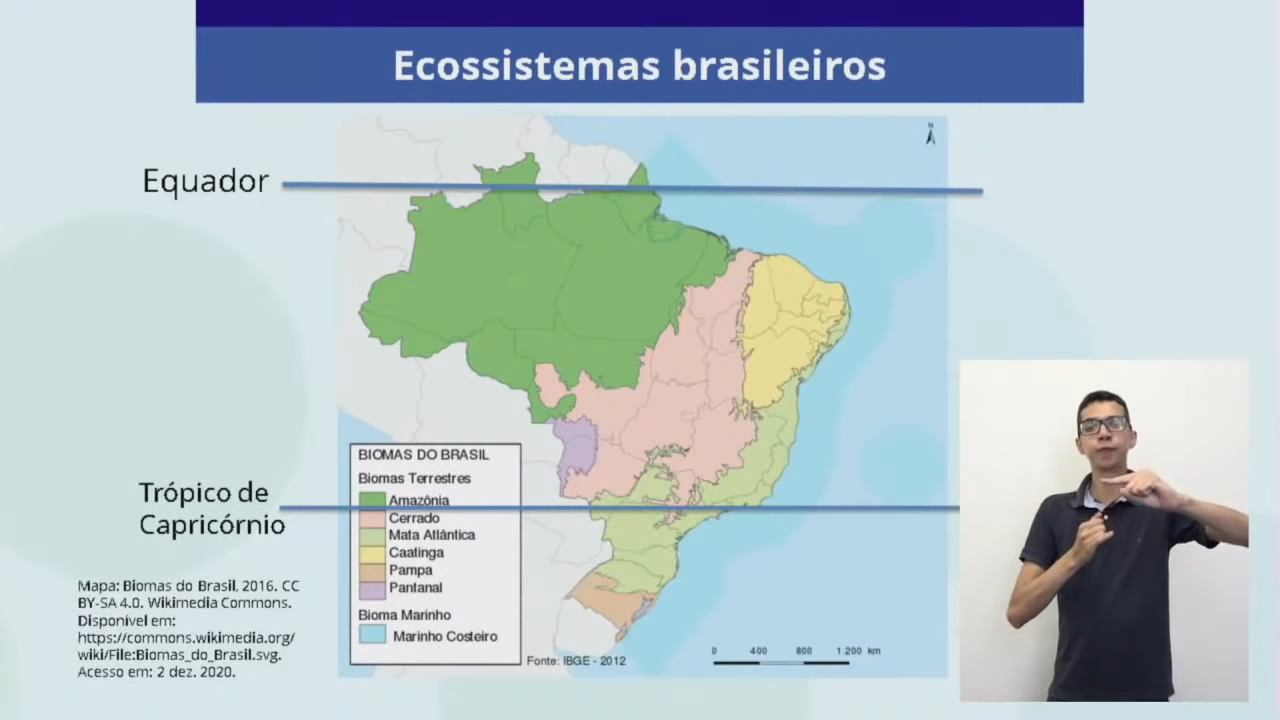 Ecossistemas brasileiros
N
Equador
Trópico de
Capricórnio
BIOMAS DO BRASIL
Biomas Terrestres
Amazônia
Cerrado
Mata Atlântica
Caatinga
Pampa
Pantanal
Bioma Marinho
Marinho Costeiro
Fonte: IBGE - 2012
0 400 800 1.200 km
Mapa: Biomas do Brasil, 2016. CC
BY-SA 4.0. Wikimedia Commons.
Disponível em:
https://commons.wikimedia.org/
wiki/File:Biomas_do_Brasil.svg.
Acesso em: 2 dez. 2020.